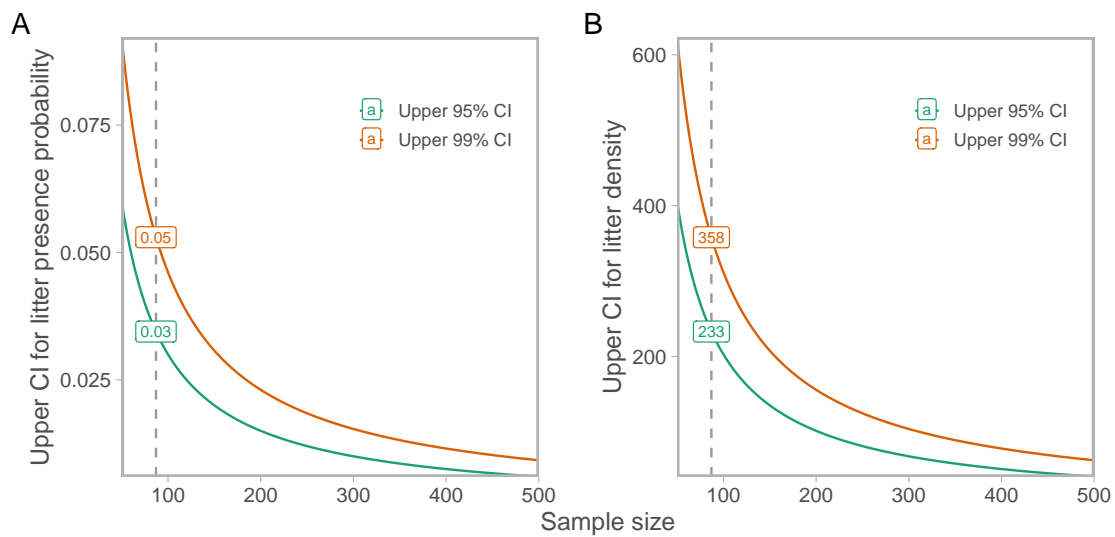 A
Upper CI for litter presence probability
0.075
0.050
0.025
a Upper 95% CI
a Upper 99% CI
0.05
0.03
100 200 300 400 500
B
Upper CI for litter density
600
400
200
a Upper 95% CI
a Upper 99% CI
358
233
100 200 300 400 500
Sample size